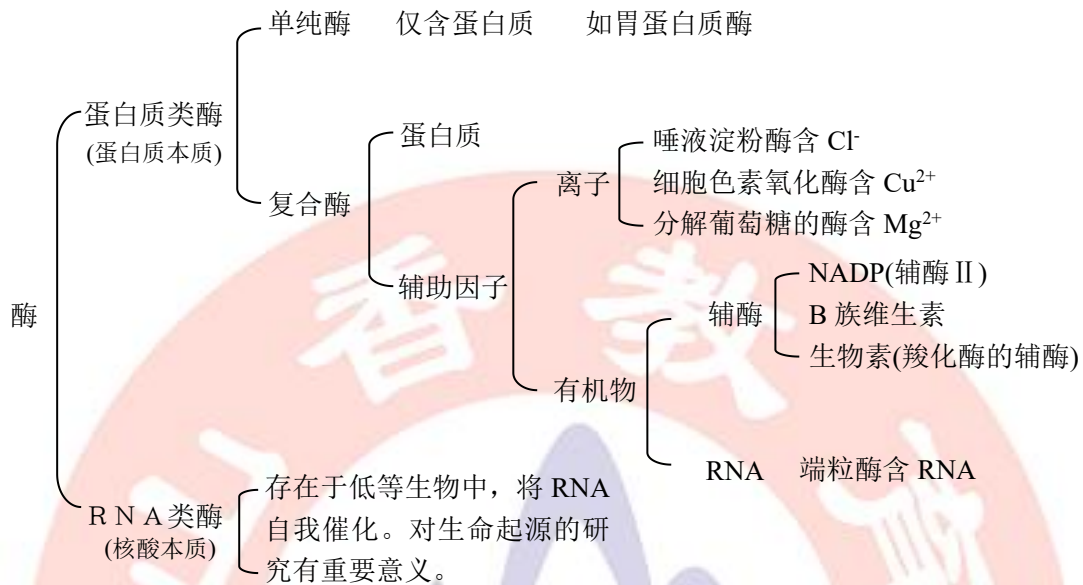 单纯酶 仅含蛋白质 如胃蛋白质酶
蛋白质类酶
(蛋白质本质)
蛋白质
唾液淀粉酶含 Cl⁻
离子
细胞色素氧化酶含 Cu²⁺
复合酶
分解葡萄糖的酶含 Mg²⁺
辅助因子
NADP(辅酶Ⅱ)
酶
辅酶
B 族维生素
生物素(羧化酶的辅酶)
有机物
RNA 端粒酶含 RNA
存在于低等生物中，将 RNA
ＲＮＡ类酶
自我催化。对生命起源的研
(核酸本质)
究有重要意义。
香教